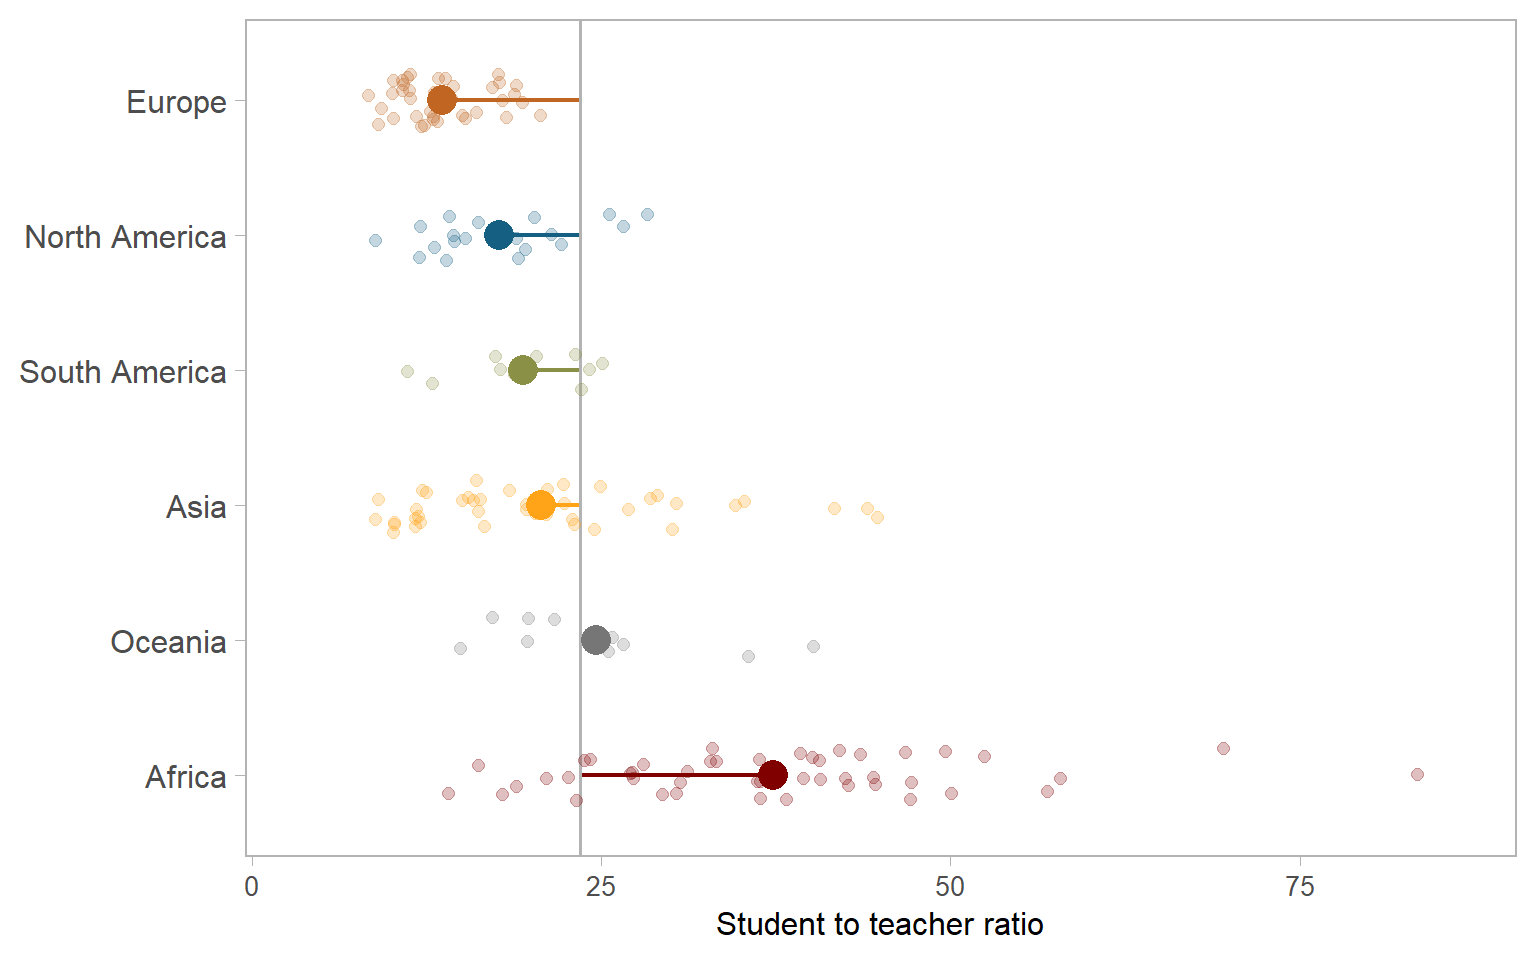 Europe
North America
South America
Asia
Oceania
Africa
0 25 50 75
Student to teacher ratio